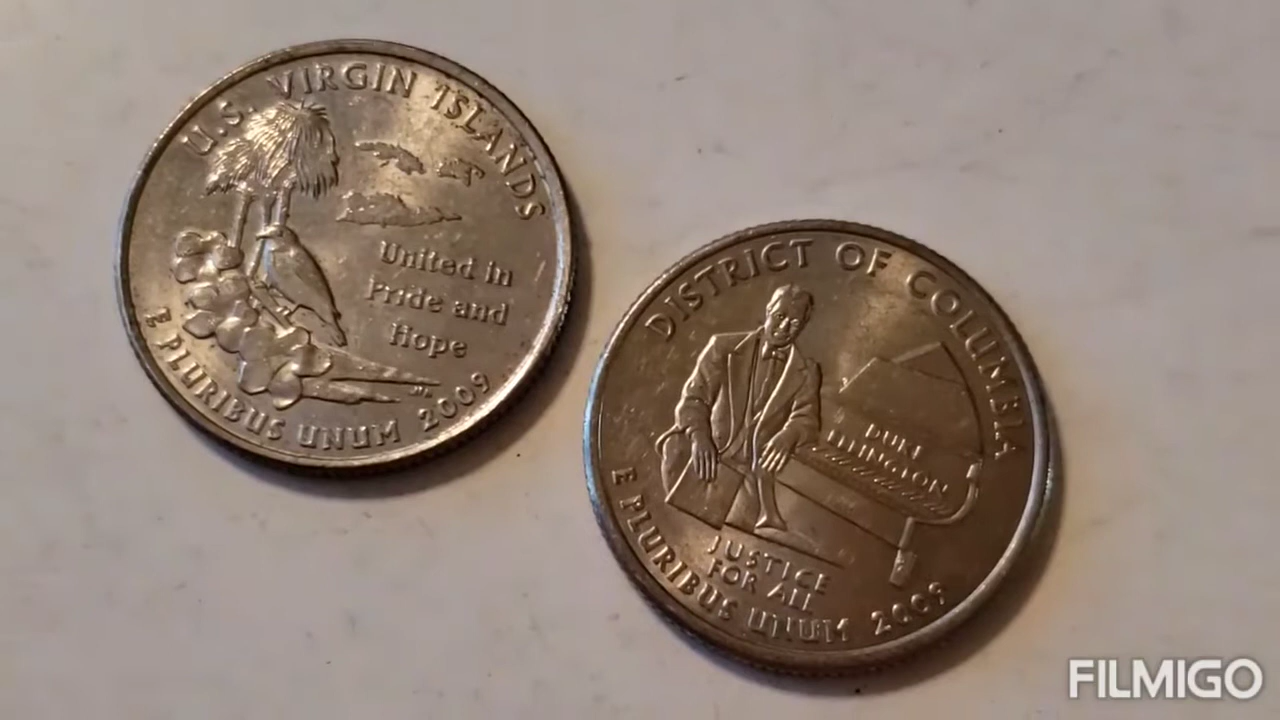 U.S. VIRGIN ISLANDS
United in
Pride and
Hope
E PLURIBUS UNUM 2009
DISTRICT OF COLUMBIA
DUKE
ELLINGTON
JUSTICE
FOR ALL
E PLURIBUS UNUM 2009
FILMIGO